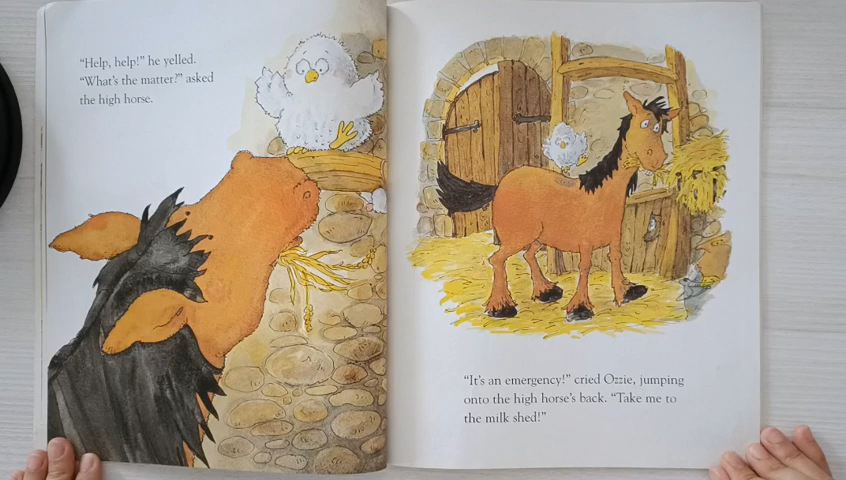 “Help, help!” he yelled.
“What’s the matter?” asked
the high horse.
“It’s an emergency!” cried Ozzie, jumping
onto the high horse’s back. “Take me to
the milk shed!”